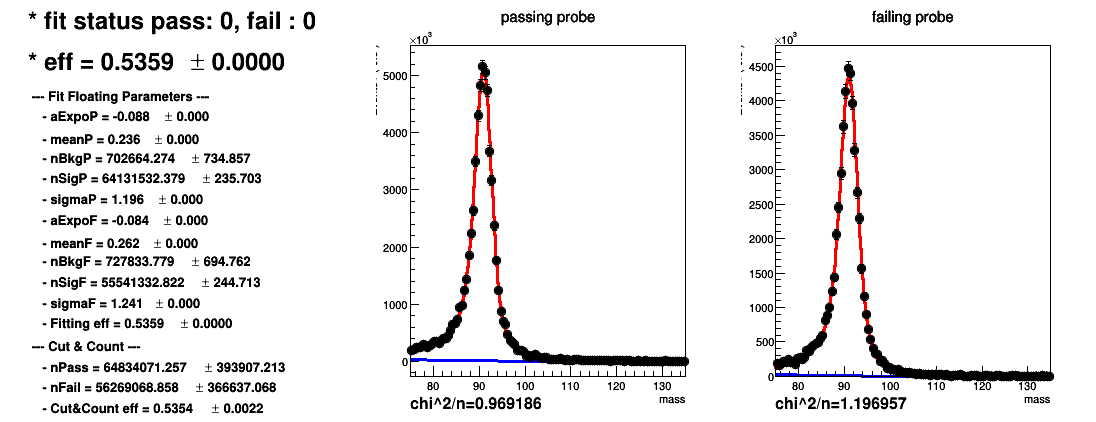 * fit status pass: 0, fail : 0
* eff = 0.5359 ± 0.0000
--- Fit Floating Parameters ---
- aExpoP = -0.088 ± 0.000
- meanP = 0.236 ± 0.000
- nBkgP = 702664.274 ± 734.857
- nSigP = 64131532.379 ± 235.703
- sigmaP = 1.196 ± 0.000
- aExpoF = -0.084 ± 0.000
- meanF = 0.262 ± 0.000
- nBkgF = 727833.779 ± 694.762
- nSigF = 55541332.822 ± 244.713
- sigmaF = 1.241 ± 0.000
- Fitting eff = 0.5359 ± 0.0000
--- Cut & Count ---
- nPass = 64834071.257 ± 393907.213
- nFail = 56269068.858 ± 366637.068
- Cut&Count eff = 0.5354 ± 0.0022
passing probe
×10³
5000
4000
3000
2000
1000
0
80 90 100 110 120 130
mass
chi^2/n=0.969186
failing probe
×10³
4500
4000
3500
3000
2500
2000
1500
1000
500
0
80 90 100 110 120 130
mass
chi^2/n=1.196957